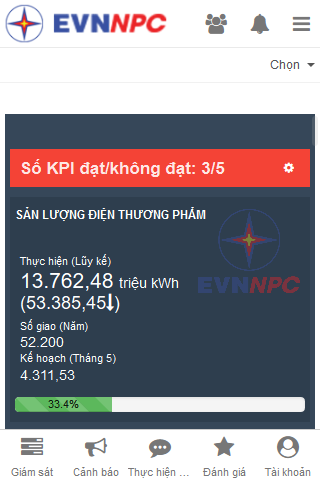 EVNNPC
Chọn
Số KPI đạt/không đạt: 3/5
SẢN LƯỢNG ĐIỆN THƯƠNG PHẨM
EVNNPC
Thực hiện (Lũy kế)
13.762,48 triệu kWh
(53.385,45⬇)
Số giao (Năm)
52.200
Kế hoạch (Tháng 5)
4.311,53
33.4%
Giám sát
Cảnh báo
Thực hiện ...
Đánh giá
Tài khoản